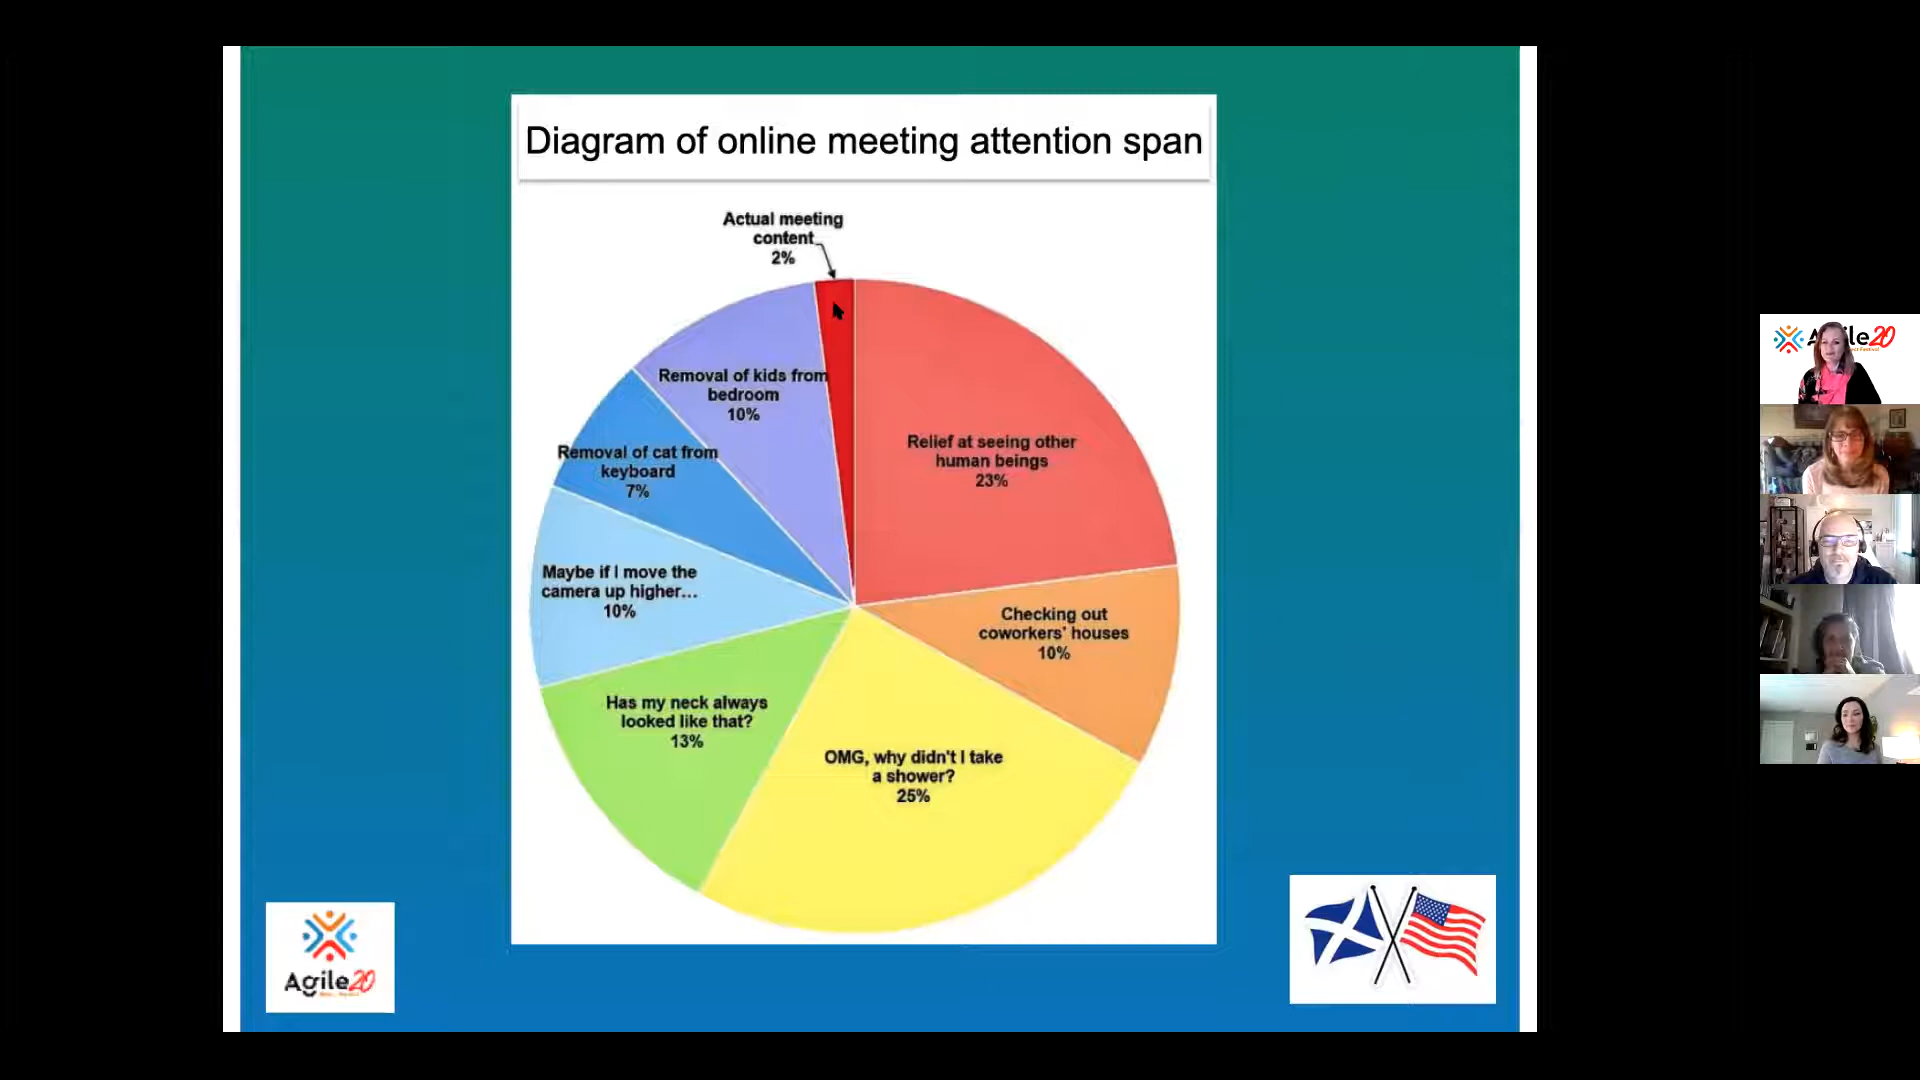 Diagram of online meeting attention span
Actual meeting
content
2%
Relief at seeing other
human beings
23%
Checking out
coworkers' houses
10%
OMG, why didn't I take
a shower?
25%
Has my neck always
looked like that?
13%
Maybe if I move the
camera up higher...
10%
Removal of cat from
keyboard
7%
Removal of kids from
bedroom
10%
Agile20